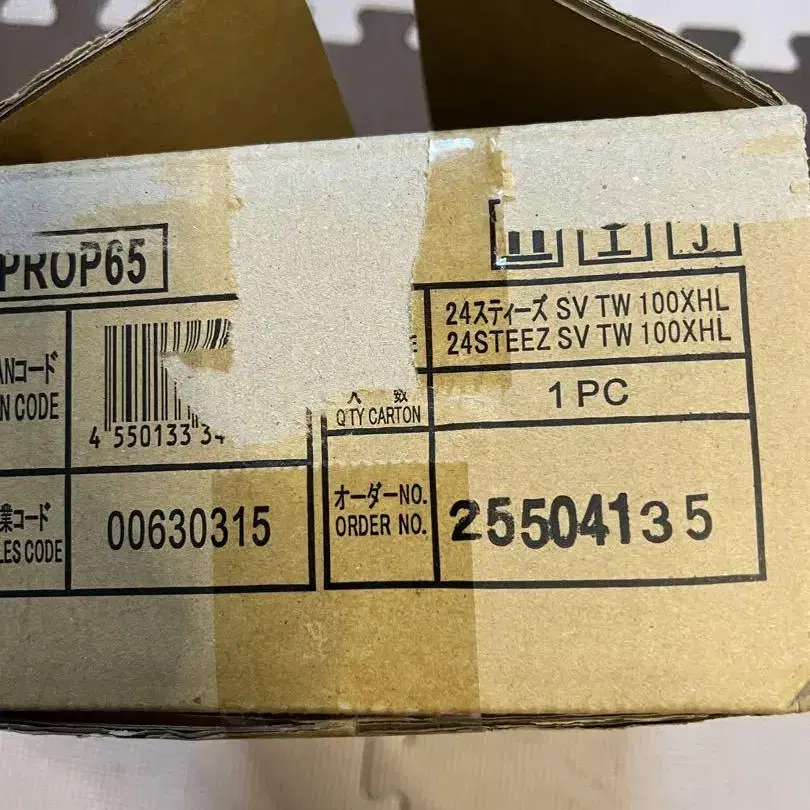 PROP65
ANコード
N CODE
4 550133 34
業コード
LES CODE
00630315
24スティーズ SV TW 100XHL
24STEEZ SV TW 100XHL
入 数
Q'TY CARTON
1 PC
オーダーNO.
ORDER NO.
25504135